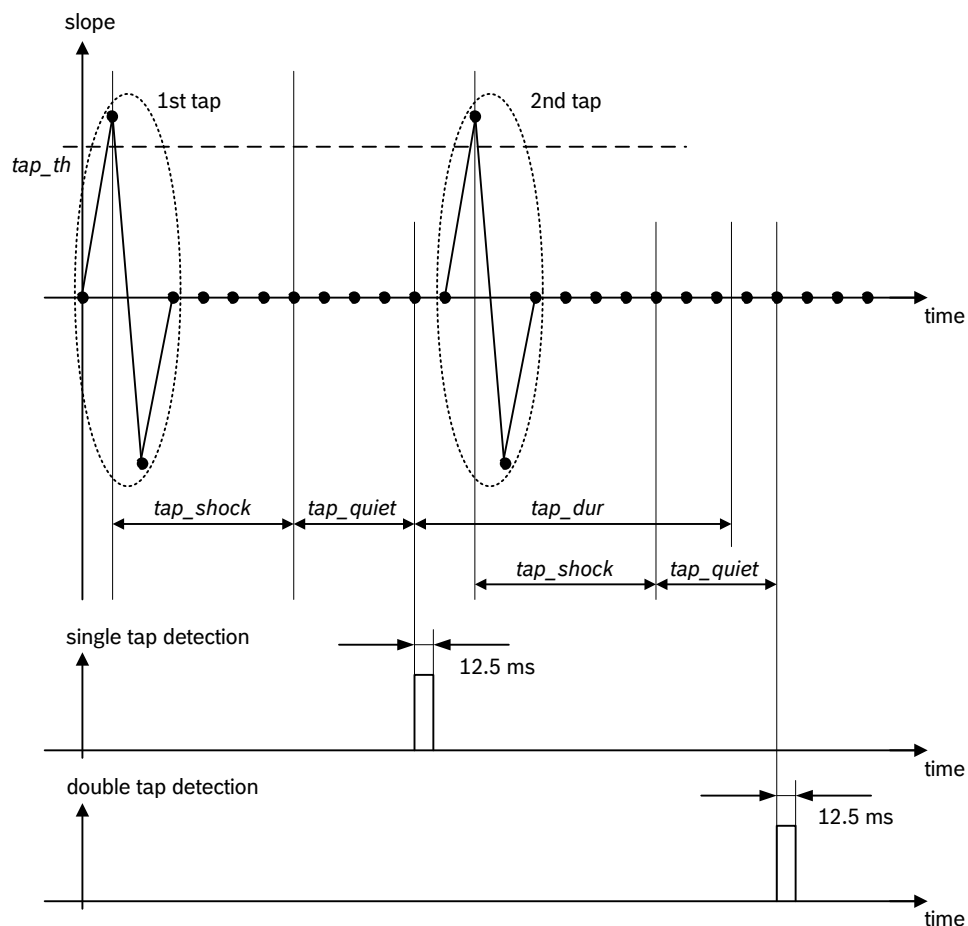 slope
1st tap
2nd tap
tap_th
time
tap_shock
tap_quiet
tap_dur
tap_shock
tap_quiet
single tap detection
12.5 ms
time
double tap detection
12.5 ms
time